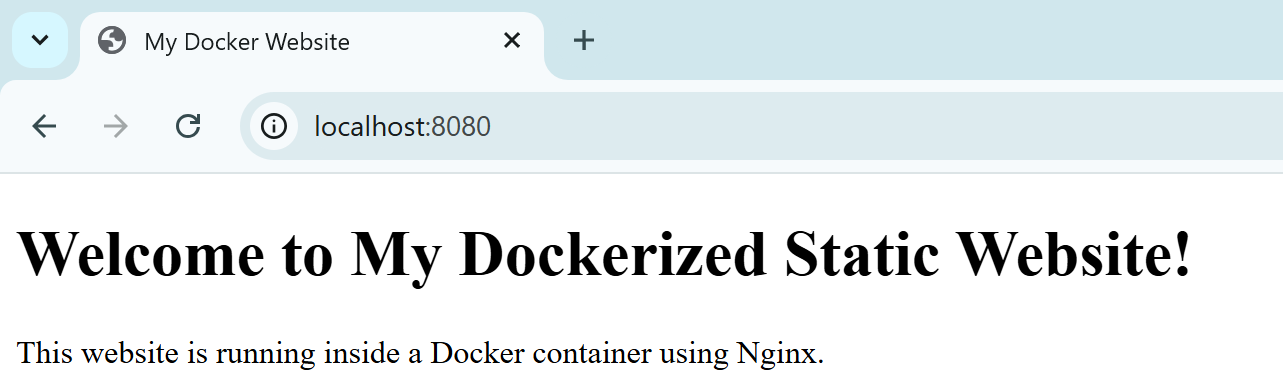 My Docker Website
localhost:8080
Welcome to My Dockerized Static Website!
This website is running inside a Docker container using Nginx.